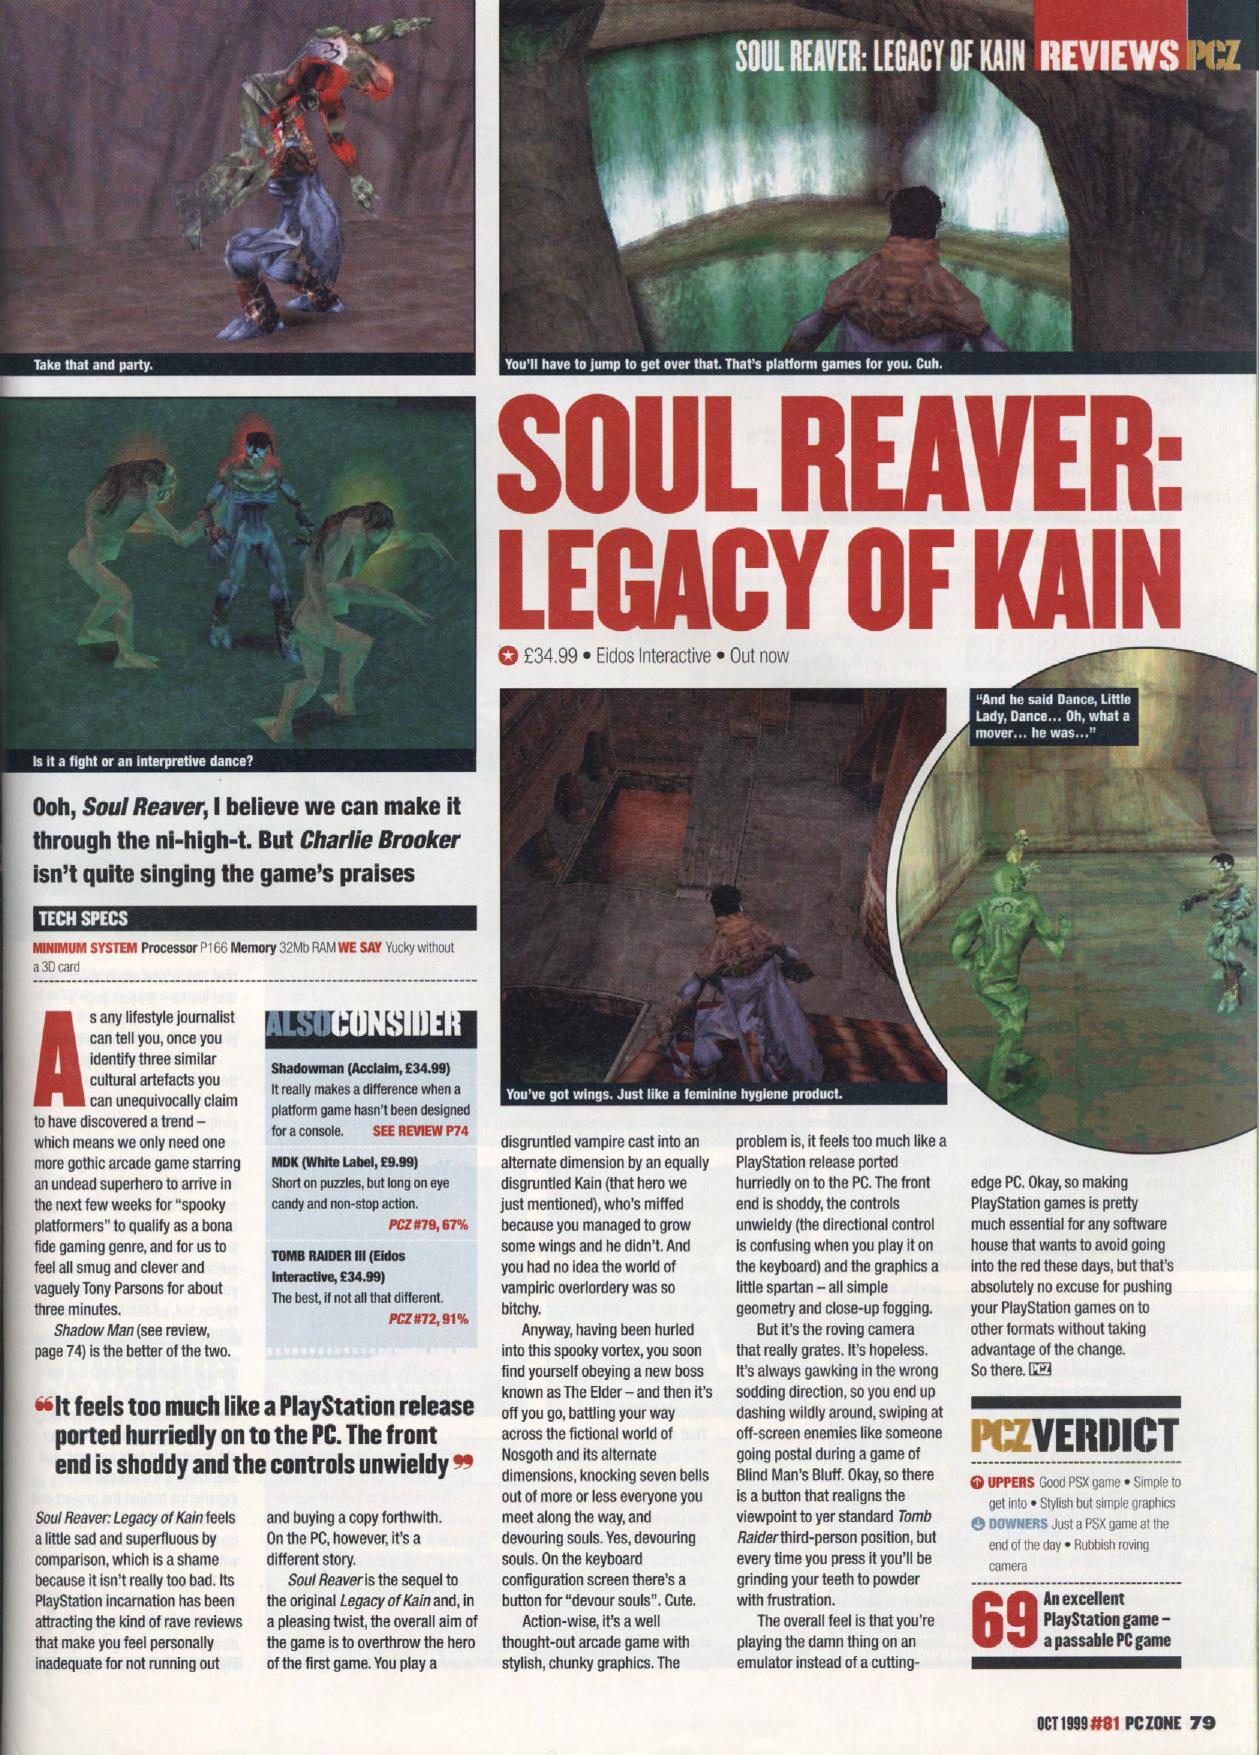 SOUL REAVER: LEGACY OF KAIN REVIEWS PCZ
Take that and party.
You'll have to jump to get over that. That's platform games for you. Cuh.
SOUL REAVER:
LEGACY OF KAIN
£34.99 • Eidos Interactive • Out now
Is it a fight or an interpretive dance?
"And he said Dance, Little
Lady, Dance... Oh, what a
mover... he was..."
You've got wings. Just like a feminine hygiene product.
Ooh, Soul Reaver, I believe we can make it
through the ni-high-t. But Charlie Brooker
isn't quite singing the game's praises
TECH SPECS
MINIMUM SYSTEM Processor P166 Memory 32Mb RAM WE SAY Yucky without
a 3D card
As any lifestyle journalist
can tell you, once you
identify three similar
cultural artefacts you
can unequivocally claim
to have discovered a trend –
which means we only need one
more gothic arcade game starring
an undead superhero to arrive in
the next few weeks for "spooky
platformers" to qualify as a bona
fide gaming genre, and for us to
feel all smug and clever and
vaguely Tony Parsons for about
three minutes.
Shadow Man (see review,
page 74) is the better of the two.
ALSO CONSIDER
Shadowman (Acclaim, £34.99)
It really makes a difference when a
platform game hasn't been designed
for a console. SEE REVIEW P74
MDK (White Label, £9.99)
Short on puzzles, but long on eye
candy and non-stop action.
PCZ #79, 67%
TOMB RAIDER III (Eidos
Interactive, £34.99)
The best, if not all that different.
PCZ #72, 91%
“It feels too much like a PlayStation release
ported hurriedly on to the PC. The front
end is shoddy and the controls unwieldy”
Soul Reaver: Legacy of Kain feels
a little sad and superfluous by
comparison, which is a shame
because it isn't really too bad. Its
PlayStation incarnation has been
attracting the kind of rave reviews
that make you feel personally
inadequate for not running out
and buying a copy forthwith.
On the PC, however, it's a
different story.
Soul Reaver is the sequel to
the original Legacy of Kain and, in
a pleasing twist, the overall aim of
the game is to overthrow the hero
of the first game. You play a
disgruntled vampire cast into an
alternate dimension by an equally
disgruntled Kain (that hero we
just mentioned), who's miffed
because you managed to grow
some wings and he didn't. And
you had no idea the world of
vampiric overlordery was so
bitchy.
Anyway, having been hurled
into this spooky vortex, you soon
find yourself obeying a new boss
known as The Elder – and then it's
off you go, battling your way
across the fictional world of
Nosgoth and its alternate
dimensions, knocking seven bells
out of more or less everyone you
meet along the way, and
devouring souls. Yes, devouring
souls. On the keyboard
configuration screen there's a
button for "devour souls". Cute.
Action-wise, it's a well
thought-out arcade game with
stylish, chunky graphics. The
problem is, it feels too much like a
PlayStation release ported
hurriedly on to the PC. The front
end is shoddy, the controls
unwieldy (the directional control
is confusing when you play it on
the keyboard) and the graphics a
little spartan – all simple
geometry and close-up fogging.
But it's the roving camera
that really grates. It's hopeless.
It's always gawking in the wrong
sodding direction, so you end up
dashing wildly around, swiping at
off-screen enemies like someone
going postal during a game of
Blind Man's Bluff. Okay, so there
is a button that realigns the
viewpoint to yer standard Tomb
Raider third-person position, but
every time you press it you'll be
grinding your teeth to powder
with frustration.
The overall feel is that you're
playing the damn thing on an
emulator instead of a cutting-
edge PC. Okay, so making
PlayStation games is pretty
much essential for any software
house that wants to avoid going
into the red these days, but that's
absolutely no excuse for pushing
your PlayStation games on to
other formats without taking
advantage of the change.
So there. PCZ
PCZVERDICT
UPPERS Good PSX game • Simple to
get into • Stylish but simple graphics
DOWNERS Just a PSX game at the
end of the day • Rubbish roving
camera
69 An excellent
PlayStation game –
a passable PC game
OCT 1999 #81 PC ZONE 79